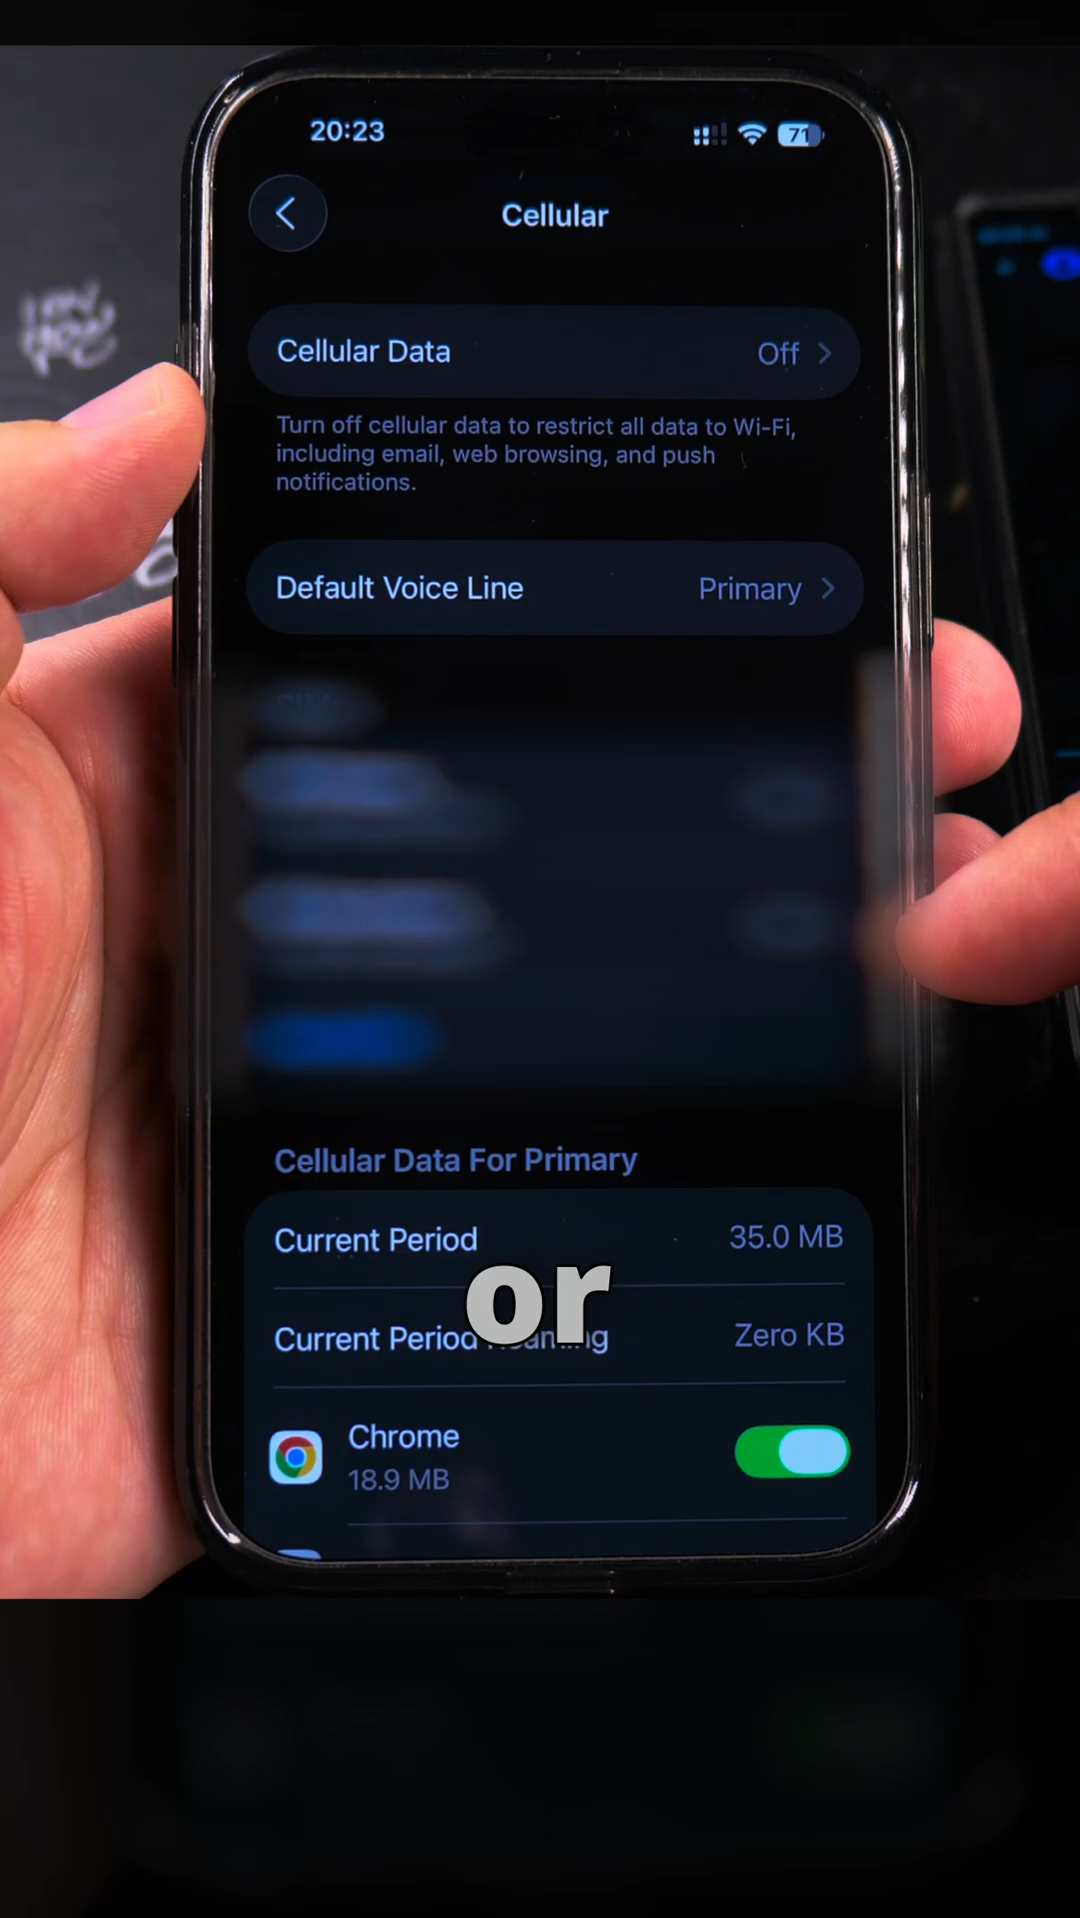 20:23
71
Cellular
Cellular Data Off
Turn off cellular data to restrict all data to Wi-Fi,
including email, web browsing, and push
notifications.
Default Voice Line Primary
Cellular Data For Primary
Current Period 35.0 MB
or
Current Period Roaming Zero KB
Chrome
18.9 MB